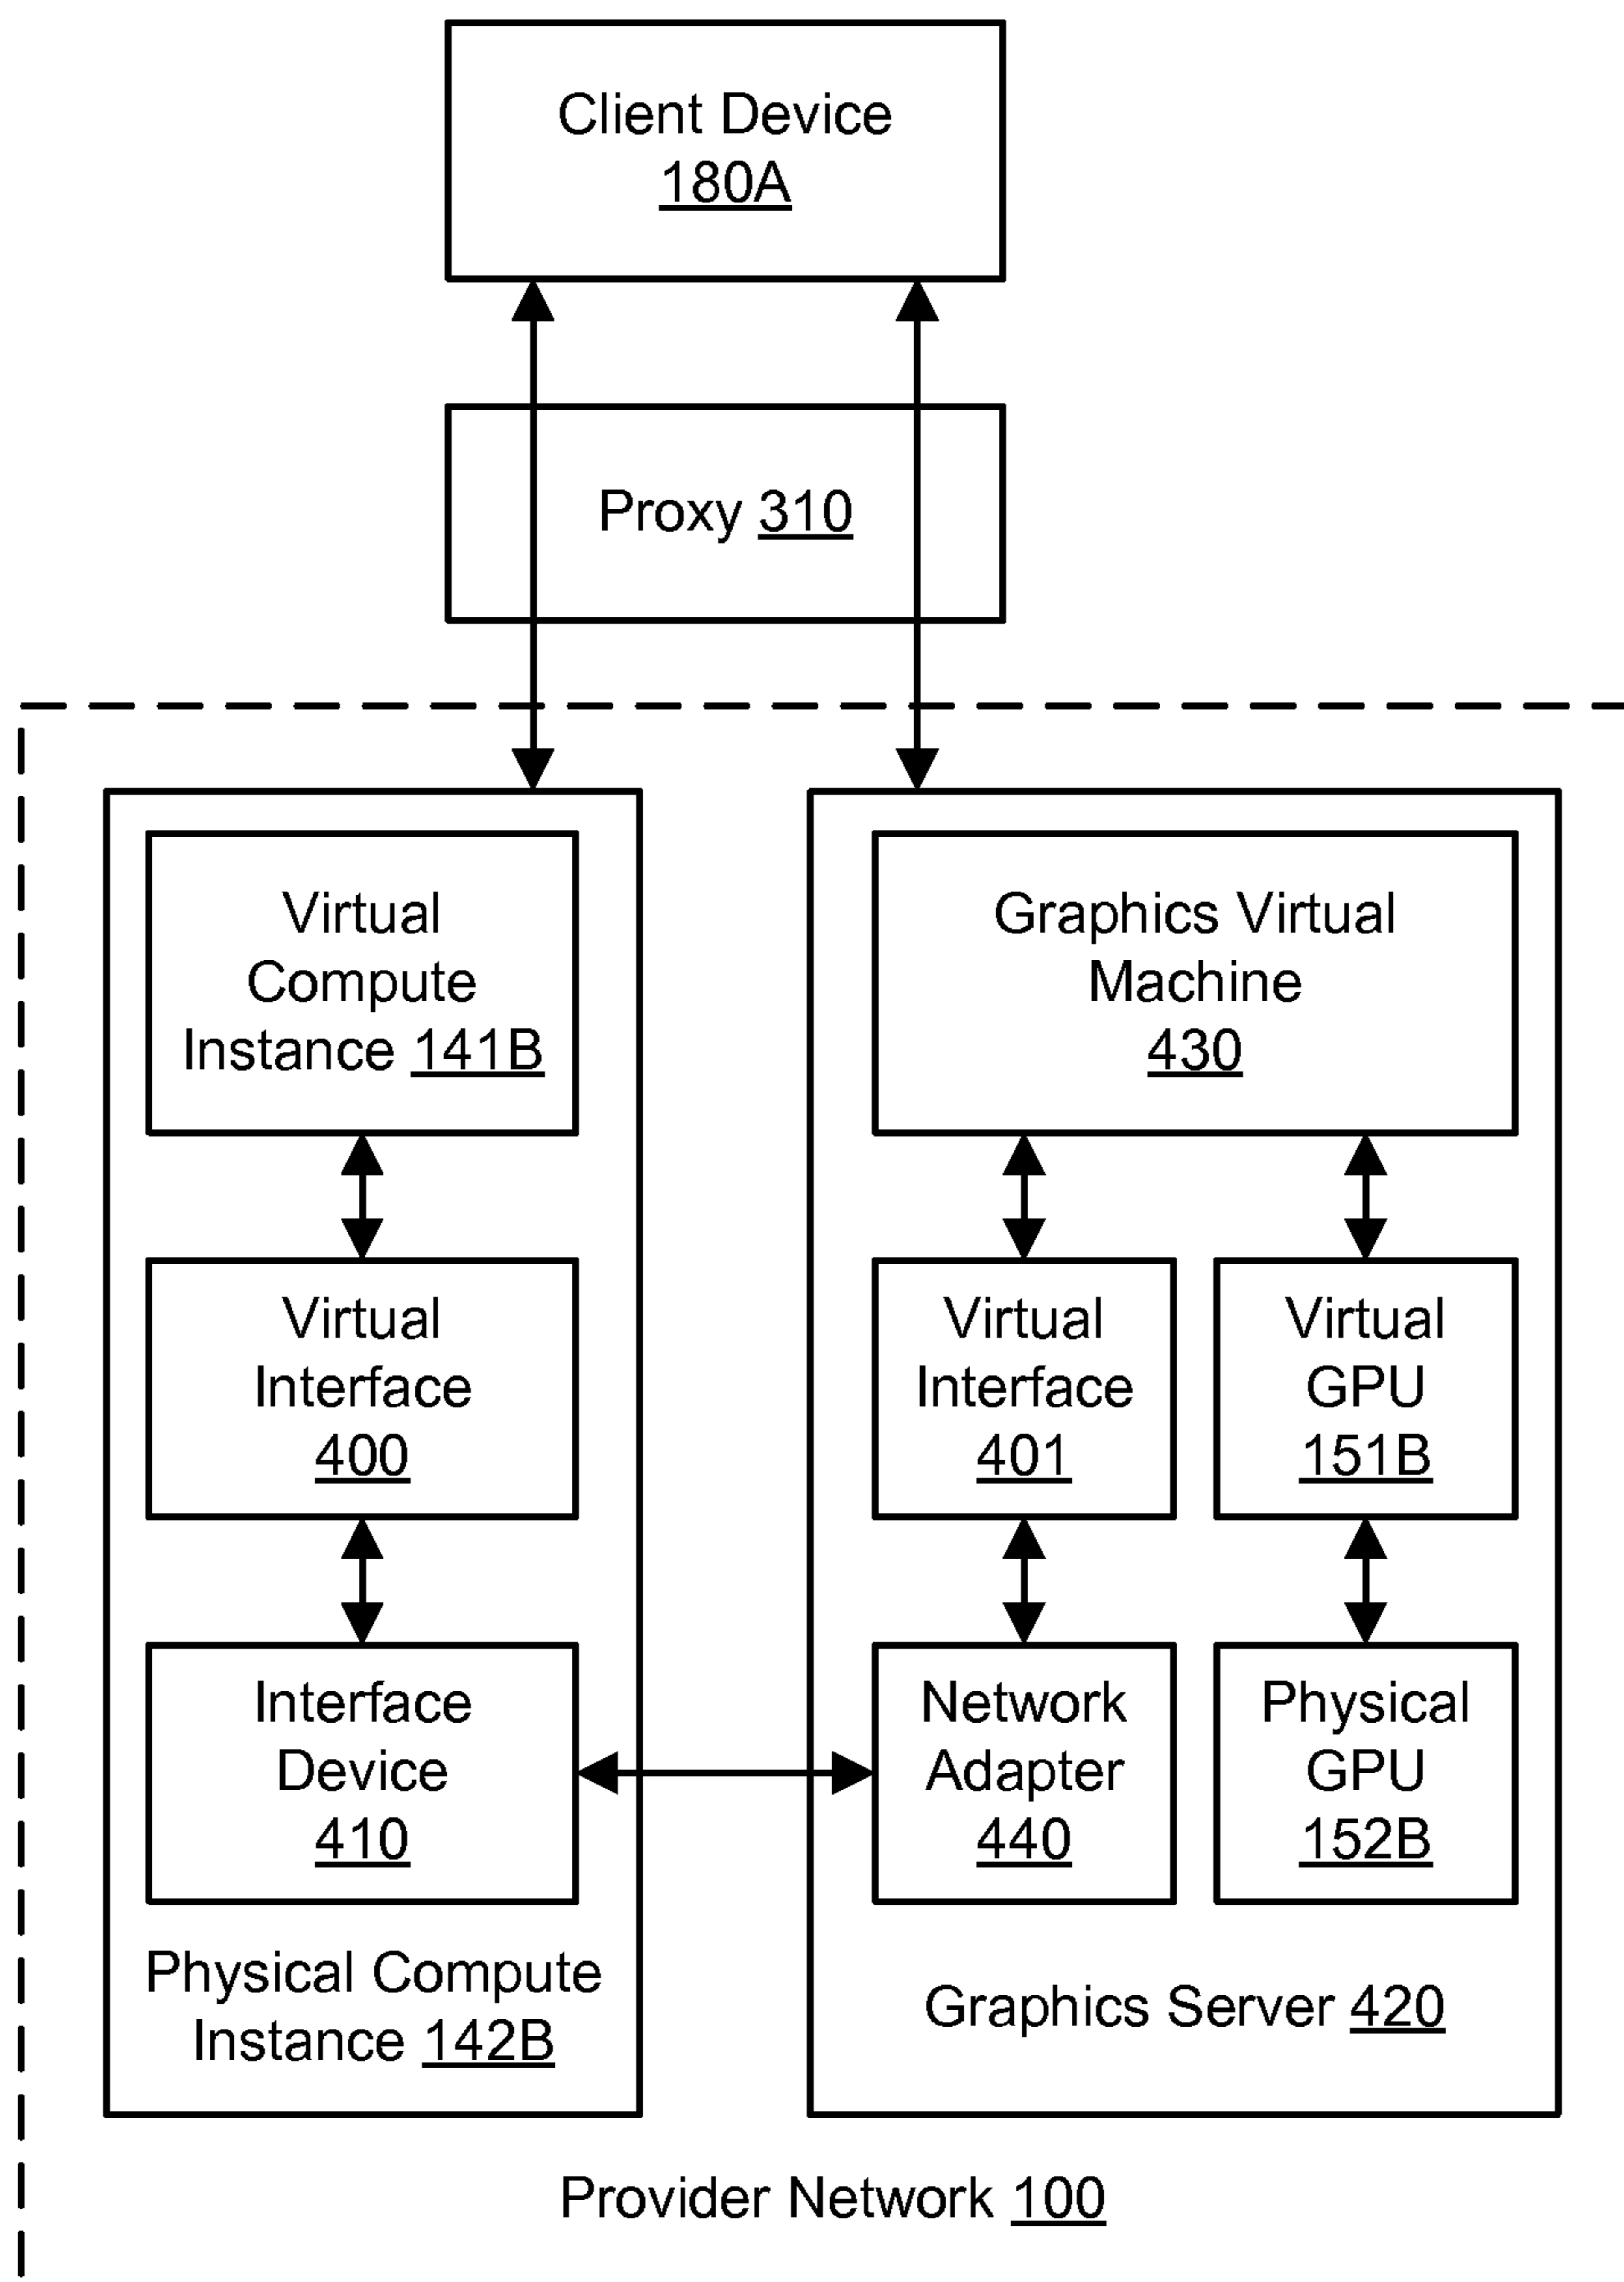 Client Device
180A
Proxy 310
Virtual
Compute
Instance 141B
Graphics Virtual
Machine
430
Virtual
Interface
400
Virtual
Interface
401
Virtual
GPU
151B
Interface
Device
410
Network
Adapter
440
Physical
GPU
152B
Physical Compute
Instance 142B
Graphics Server 420
Provider Network 100